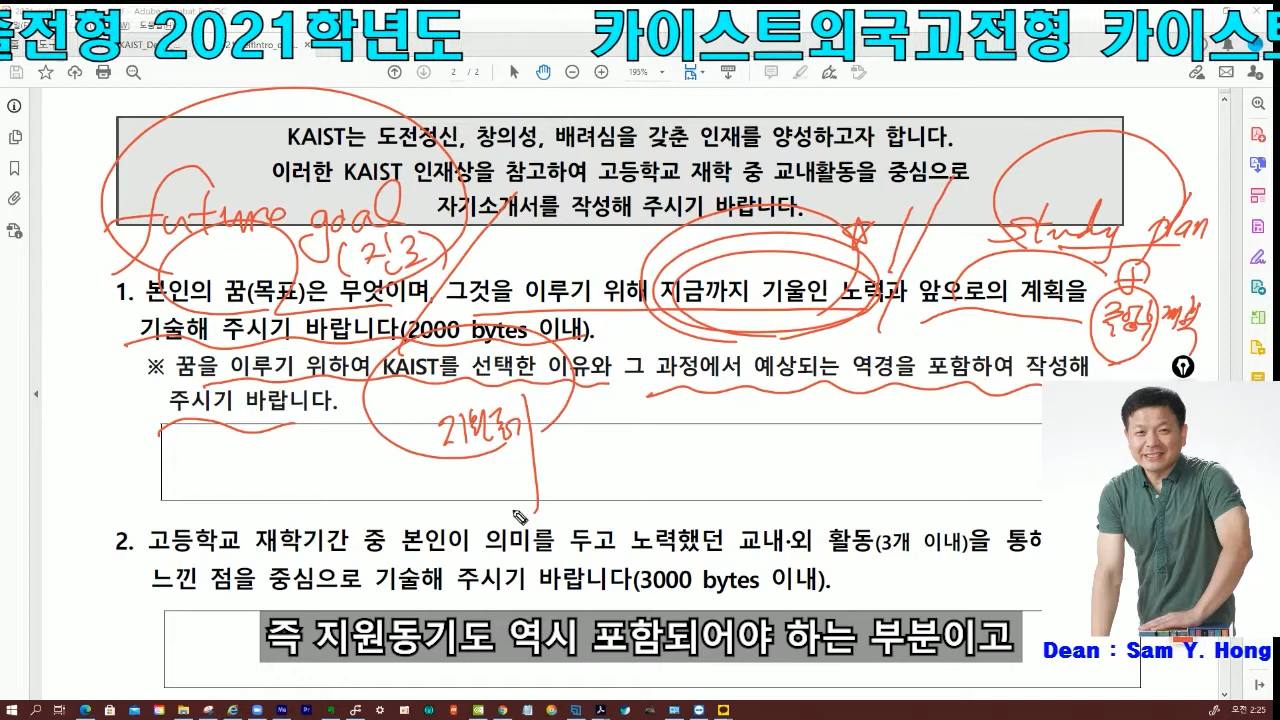 출전형 2021학년도 카이스트외국고전형 카이스트
2 / 2
195%
KAIST는 도전정신, 창의성, 배려심을 갖춘 인재를 양성하고자 합니다.
이러한 KAIST 인재상을 참고하여 고등학교 재학 중 교내활동을 중심으로
자기소개서를 작성해 주시기 바랍니다.
future goal
(진로)
Study plan
1. 본인의 꿈(목표)은 무엇이며, 그것을 이루기 위해 지금까지 기울인 노력과 앞으로의 계획을
기술해 주시기 바랍니다(2000 bytes 이내).
※ 꿈을 이루기 위하여 KAIST를 선택한 이유와 그 과정에서 예상되는 역경을 포함하여 작성해
주시기 바랍니다.
지원동기
2. 고등학교 재학기간 중 본인이 의미를 두고 노력했던 교내·외 활동(3개 이내)을 통해
느낀 점을 중심으로 기술해 주시기 바랍니다(3000 bytes 이내).
즉 지원동기도 역시 포함되어야 하는 부분이고
Dean : Sam Y. Hong
오전 2:25